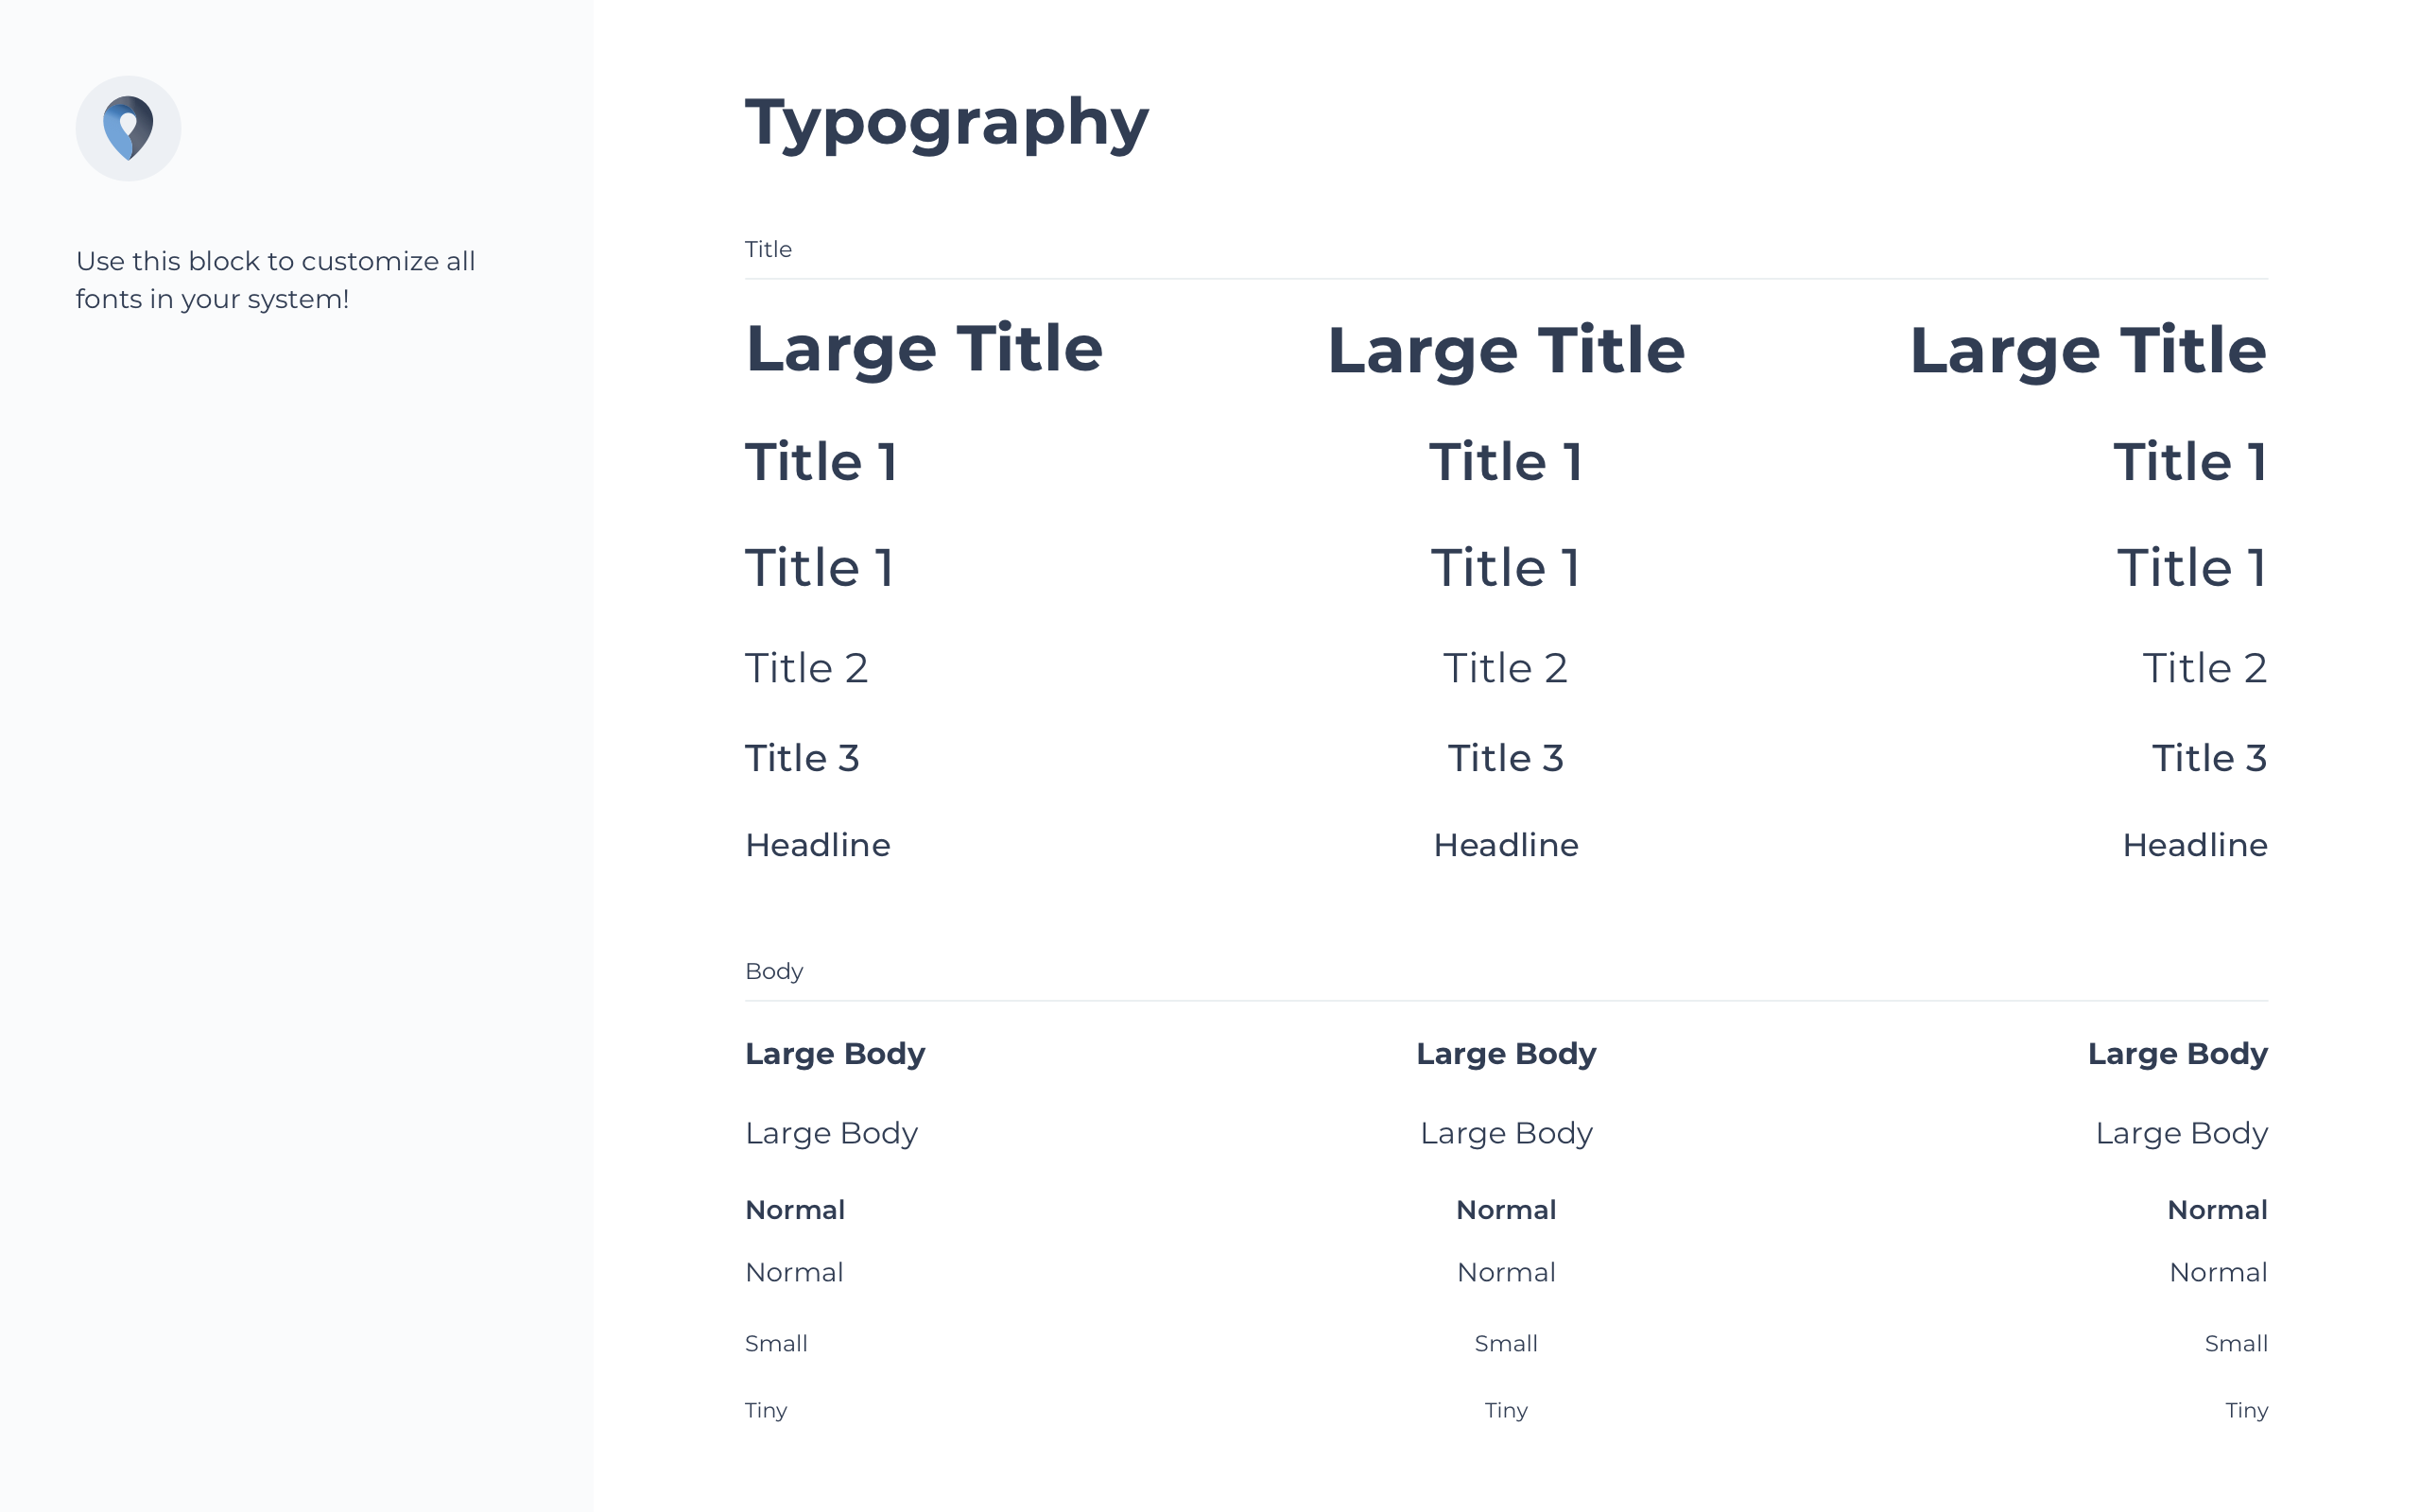 Use this block to customize all
fonts in your system!
Typography
Title
Large Title Large Title Large Title
Title 1 Title 1 Title 1
Title 1 Title 1 Title 1
Title 2 Title 2 Title 2
Title 3 Title 3 Title 3
Headline Headline Headline
Body
Large Body Large Body Large Body
Large Body Large Body Large Body
Normal Normal Normal
Normal Normal Normal
Small Small Small
Tiny Tiny Tiny